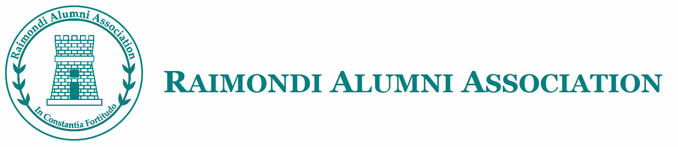 Raimondi Alumni Association
In Constantia Fortitudo
RAIMONDI ALUMNI ASSOCIATION